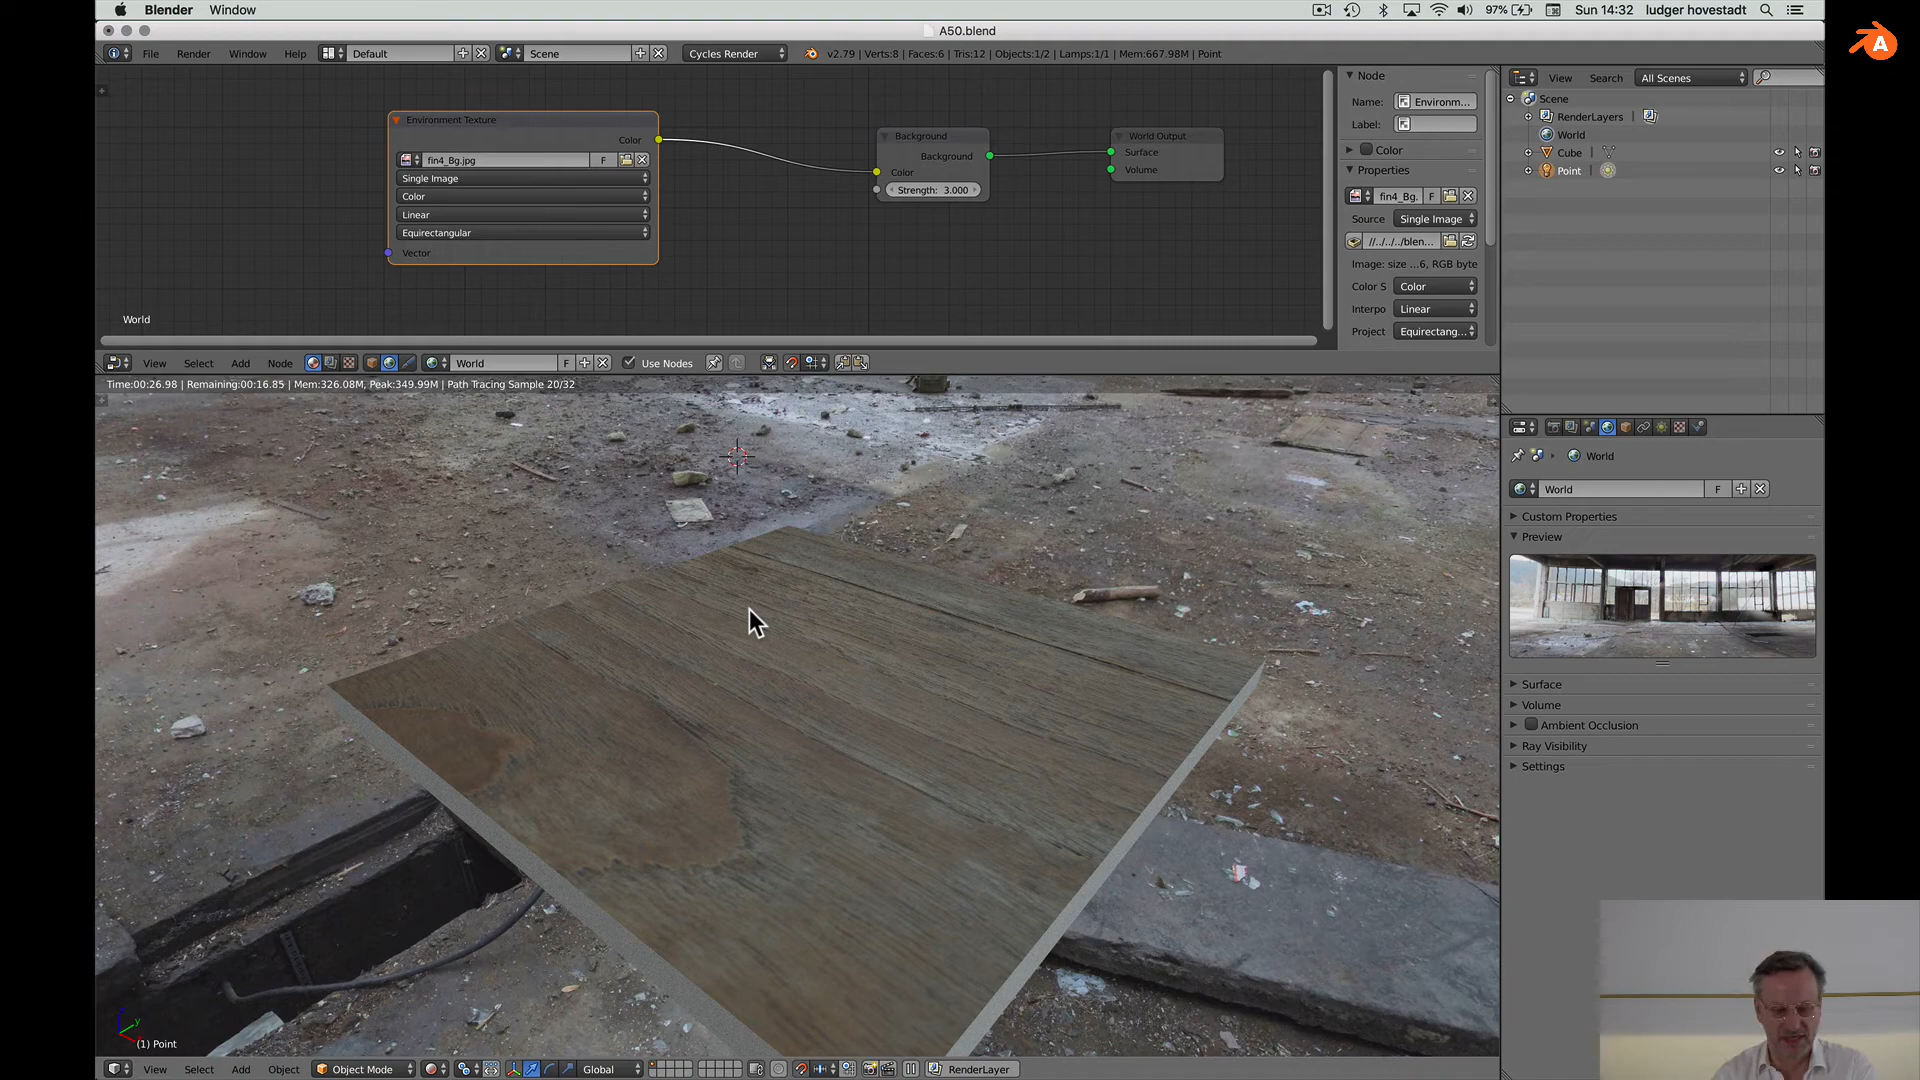 Blender Window 97% Sun 14:32 ludger hovestadt
A50.blend
File Render Window Help Default Scene Cycles Render v2.79 | Verts:8 | Faces:6 | Tris:12 | Objects:1/2 | Lamps:1/1 | Mem:667.98M | Point
View Search All Scenes
A
Environment Texture
Color
fin4_Bg.jpg F
Single Image
Color
Linear
Equirectangular
Vector
Background
Background
Color
Strength: 3.000
World Output
Surface
Volume
World
Node
Name: Environm...
Label:
Color
Properties
fin4_Bg. F
Source Single Image
//../../../blen...
Image: size ...6, RGB byte
Color S Color
Interpo Linear
Project Equirectang...
Scene
RenderLayers
World
Cube
Point
View Select Add Node World F Use Nodes
Time:00:26.98 | Remaining:00:16.85 | Mem:326.08M, Peak:349.99M | Path Tracing Sample 20/32
World
World F
Custom Properties
Preview
Surface
Volume
Ambient Occlusion
Ray Visibility
Settings
y
(1) Point
View Select Add Object Object Mode Global RenderLayer